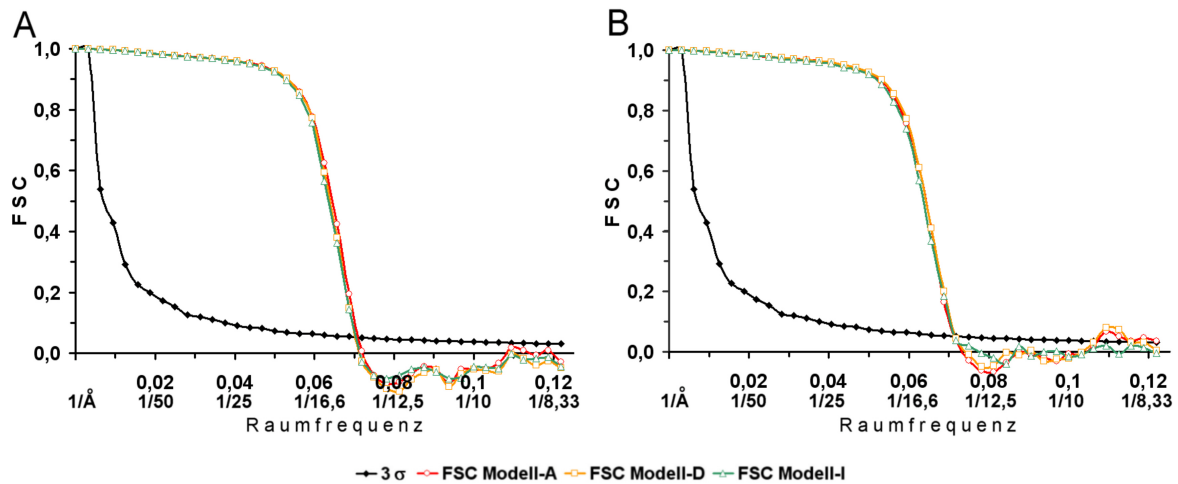 A
B
1,0
0,8
0,6
0,4
0,2
0,0
FSC
0,02 0,04 0,06 0,08 0,1 0,12
1/Å 1/50 1/25 1/16,6 1/12,5 1/10 1/8,33
Raumfrequenz
1,0
0,8
0,6
0,4
0,2
0,0
FSC
0,02 0,04 0,06 0,08 0,1 0,12
1/Å 1/50 1/25 1/16,6 1/12,5 1/10 1/8,33
Raumfrequenz
3 σ FSC Modell-A FSC Modell-D FSC Modell-I